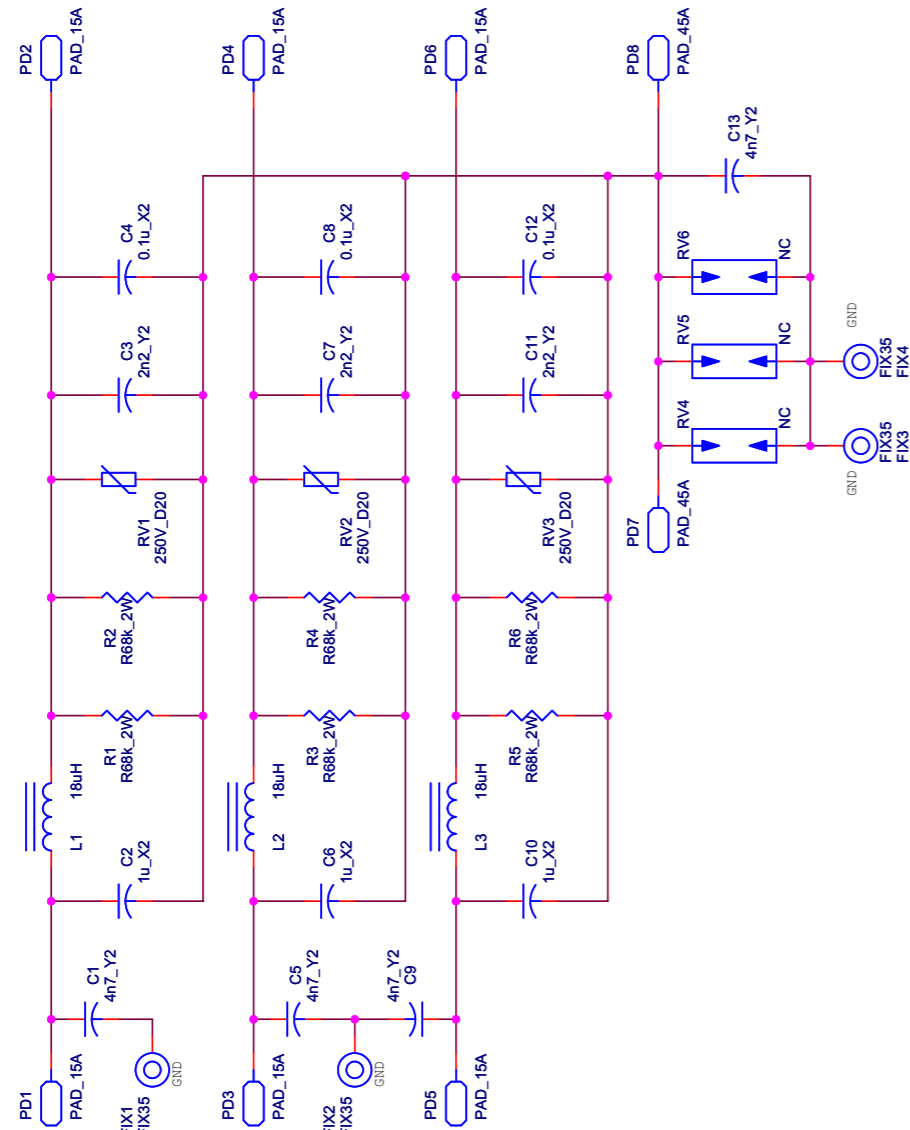 PD2
PAD_15A
PD4
PAD_15A
PD6
PAD_15A
PD8
PAD_45A
C13
4n7_Y2
C4
0.1u_X2
C8
0.1u_X2
C12
0.1u_X2
RV6
NC
C3
2n2_Y2
C7
2n2_Y2
C11
2n2_Y2
RV5
NC
GND
FIX35
FIX4
RV4
NC
GND
FIX35
FIX3
RV1
250V_D20
RV2
250V_D20
RV3
250V_D20
PD7
PAD_45A
R2
R68k_2W
R4
R68k_2W
R6
R68k_2W
R1
R68k_2W
R3
R68k_2W
R5
R68k_2W
18uH
L1
18uH
L2
18uH
L3
C2
1u_X2
C6
1u_X2
C10
1u_X2
C1
4n7_Y2
C5
4n7_Y2
4n7_Y2
C9
PD1
PAD_15A
FIX1
FIX35
GND
PD3
PAD_15A
FIX2
FIX35
GND
PD5
PAD_15A